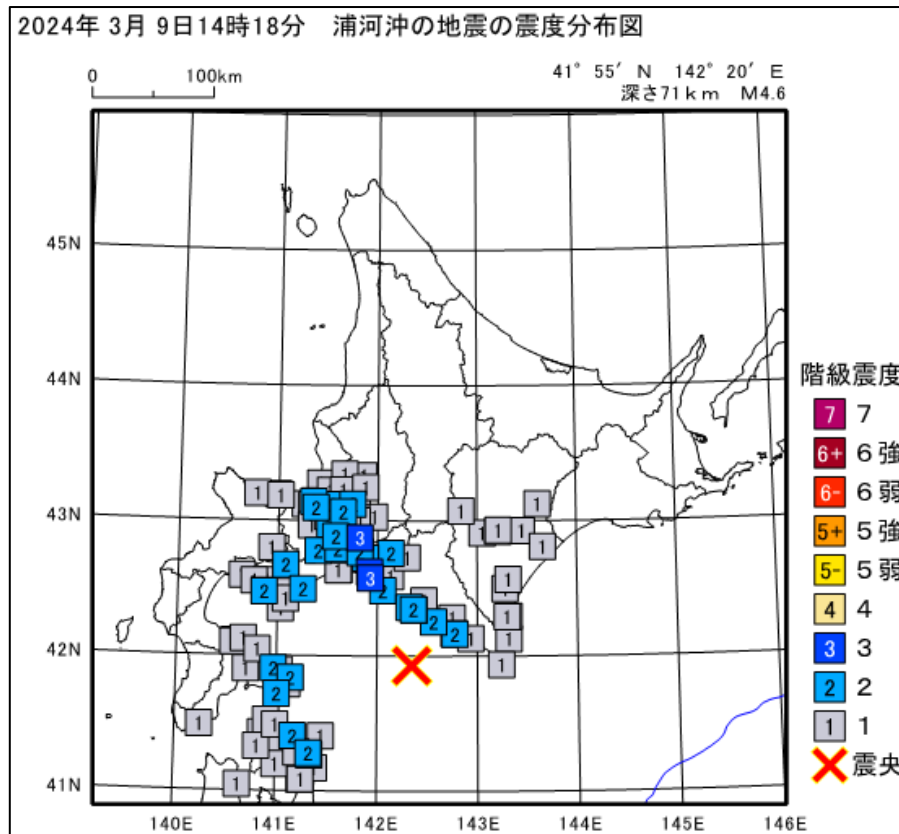 2024年 3月 9日14時18分 浦河沖の地震の震度分布図
0 100km
41° 55′ N 142° 20′ E
深さ71km M4.6
45N
44N
43N
42N
41N
140E 141E 142E 143E 144E 145E 146E
階級震度
7 7
6+ 6強
6- 6弱
5+ 5強
5- 5弱
4 4
3 3
2 2
1 1
震央